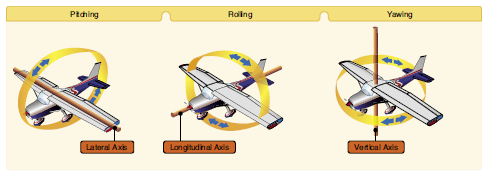 Pitching
Rolling
Yawing
Lateral Axis
Longitudinal Axis
Vertical Axis